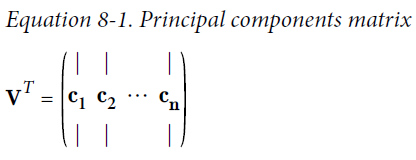 Equation 8-1. Principal components matrix
| | |
V^T = ( c₁ c₂ ⋯ cₙ )
| | |